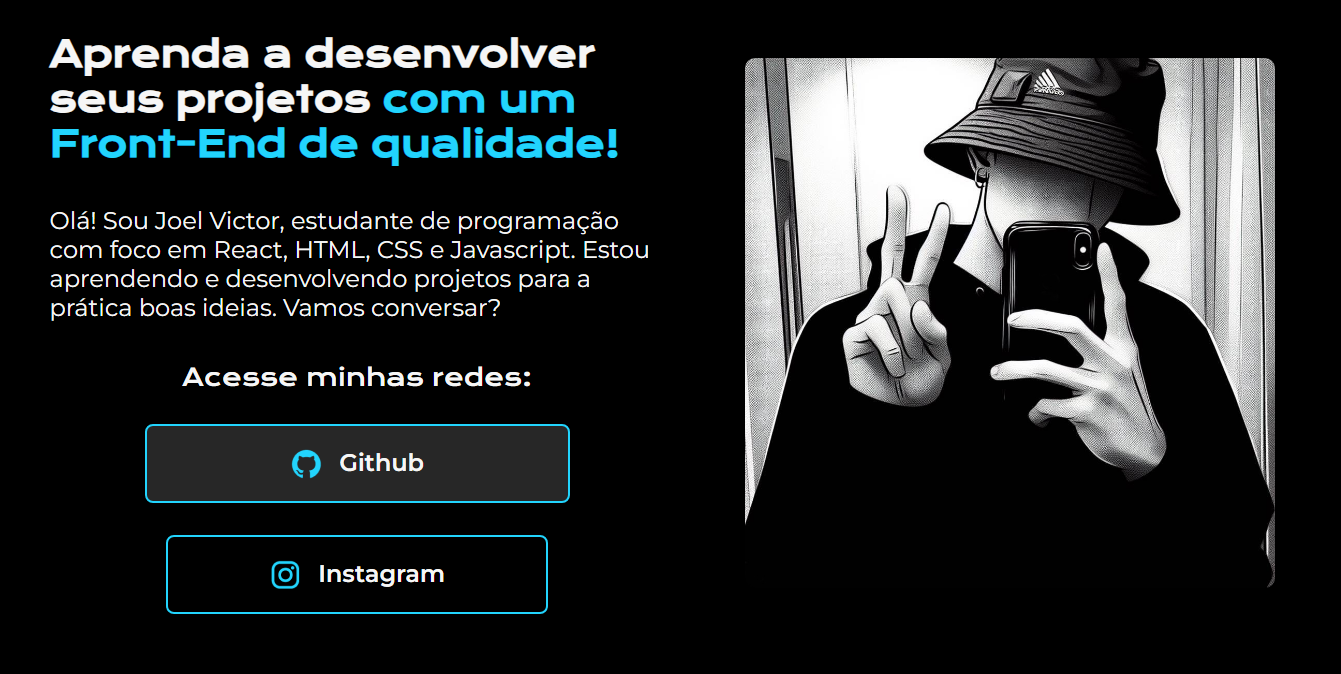 Aprenda a desenvolver
seus projetos com um
Front-End de qualidade!
Olá! Sou Joel Victor, estudante de programação
com foco em React, HTML, CSS e Javascript. Estou
aprendendo e desenvolvendo projetos para a
prática boas ideias. Vamos conversar?
Acesse minhas redes:
Github
Instagram